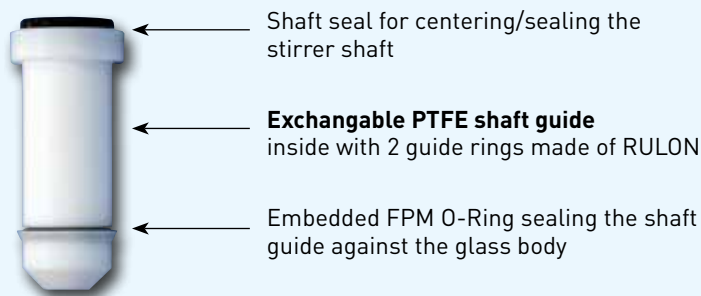 Shaft seal for centering/sealing the
stirrer shaft
Exchangable PTFE shaft guide
inside with 2 guide rings made of RULON
Embedded FPM O-Ring sealing the shaft
guide against the glass body